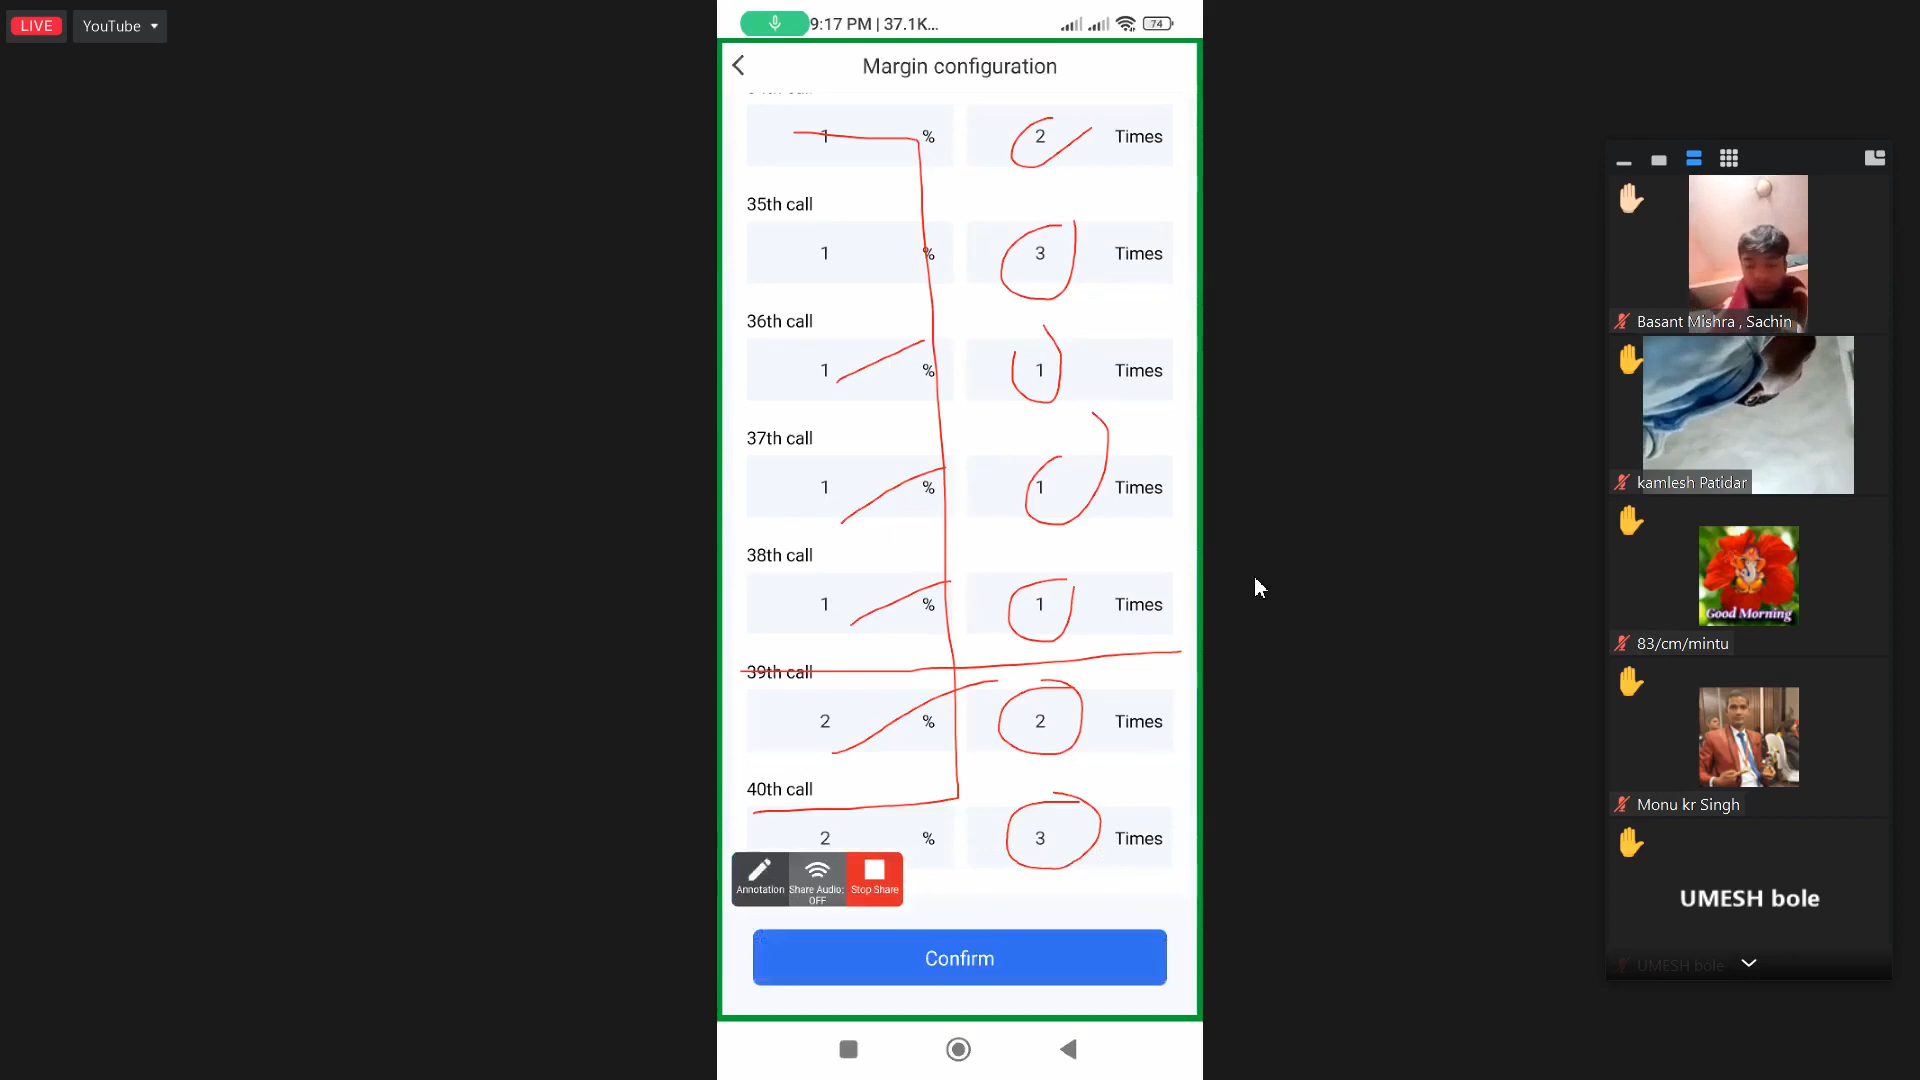 LIVE
YouTube
9:17 PM | 37.1K...
74
Margin configuration
1 % 2 Times
35th call
1 % 3 Times
36th call
1 % 1 Times
37th call
1 % 1 Times
38th call
1 % 1 Times
39th call
2 % 2 Times
40th call
2 % 3 Times
Annotation
Share Audio: OFF
Stop Share
Confirm
Basant Mishra , Sachin
kamlesh Patidar
Good Morning
83/cm/mintu
Monu kr Singh
UMESH bole
UMESH bole